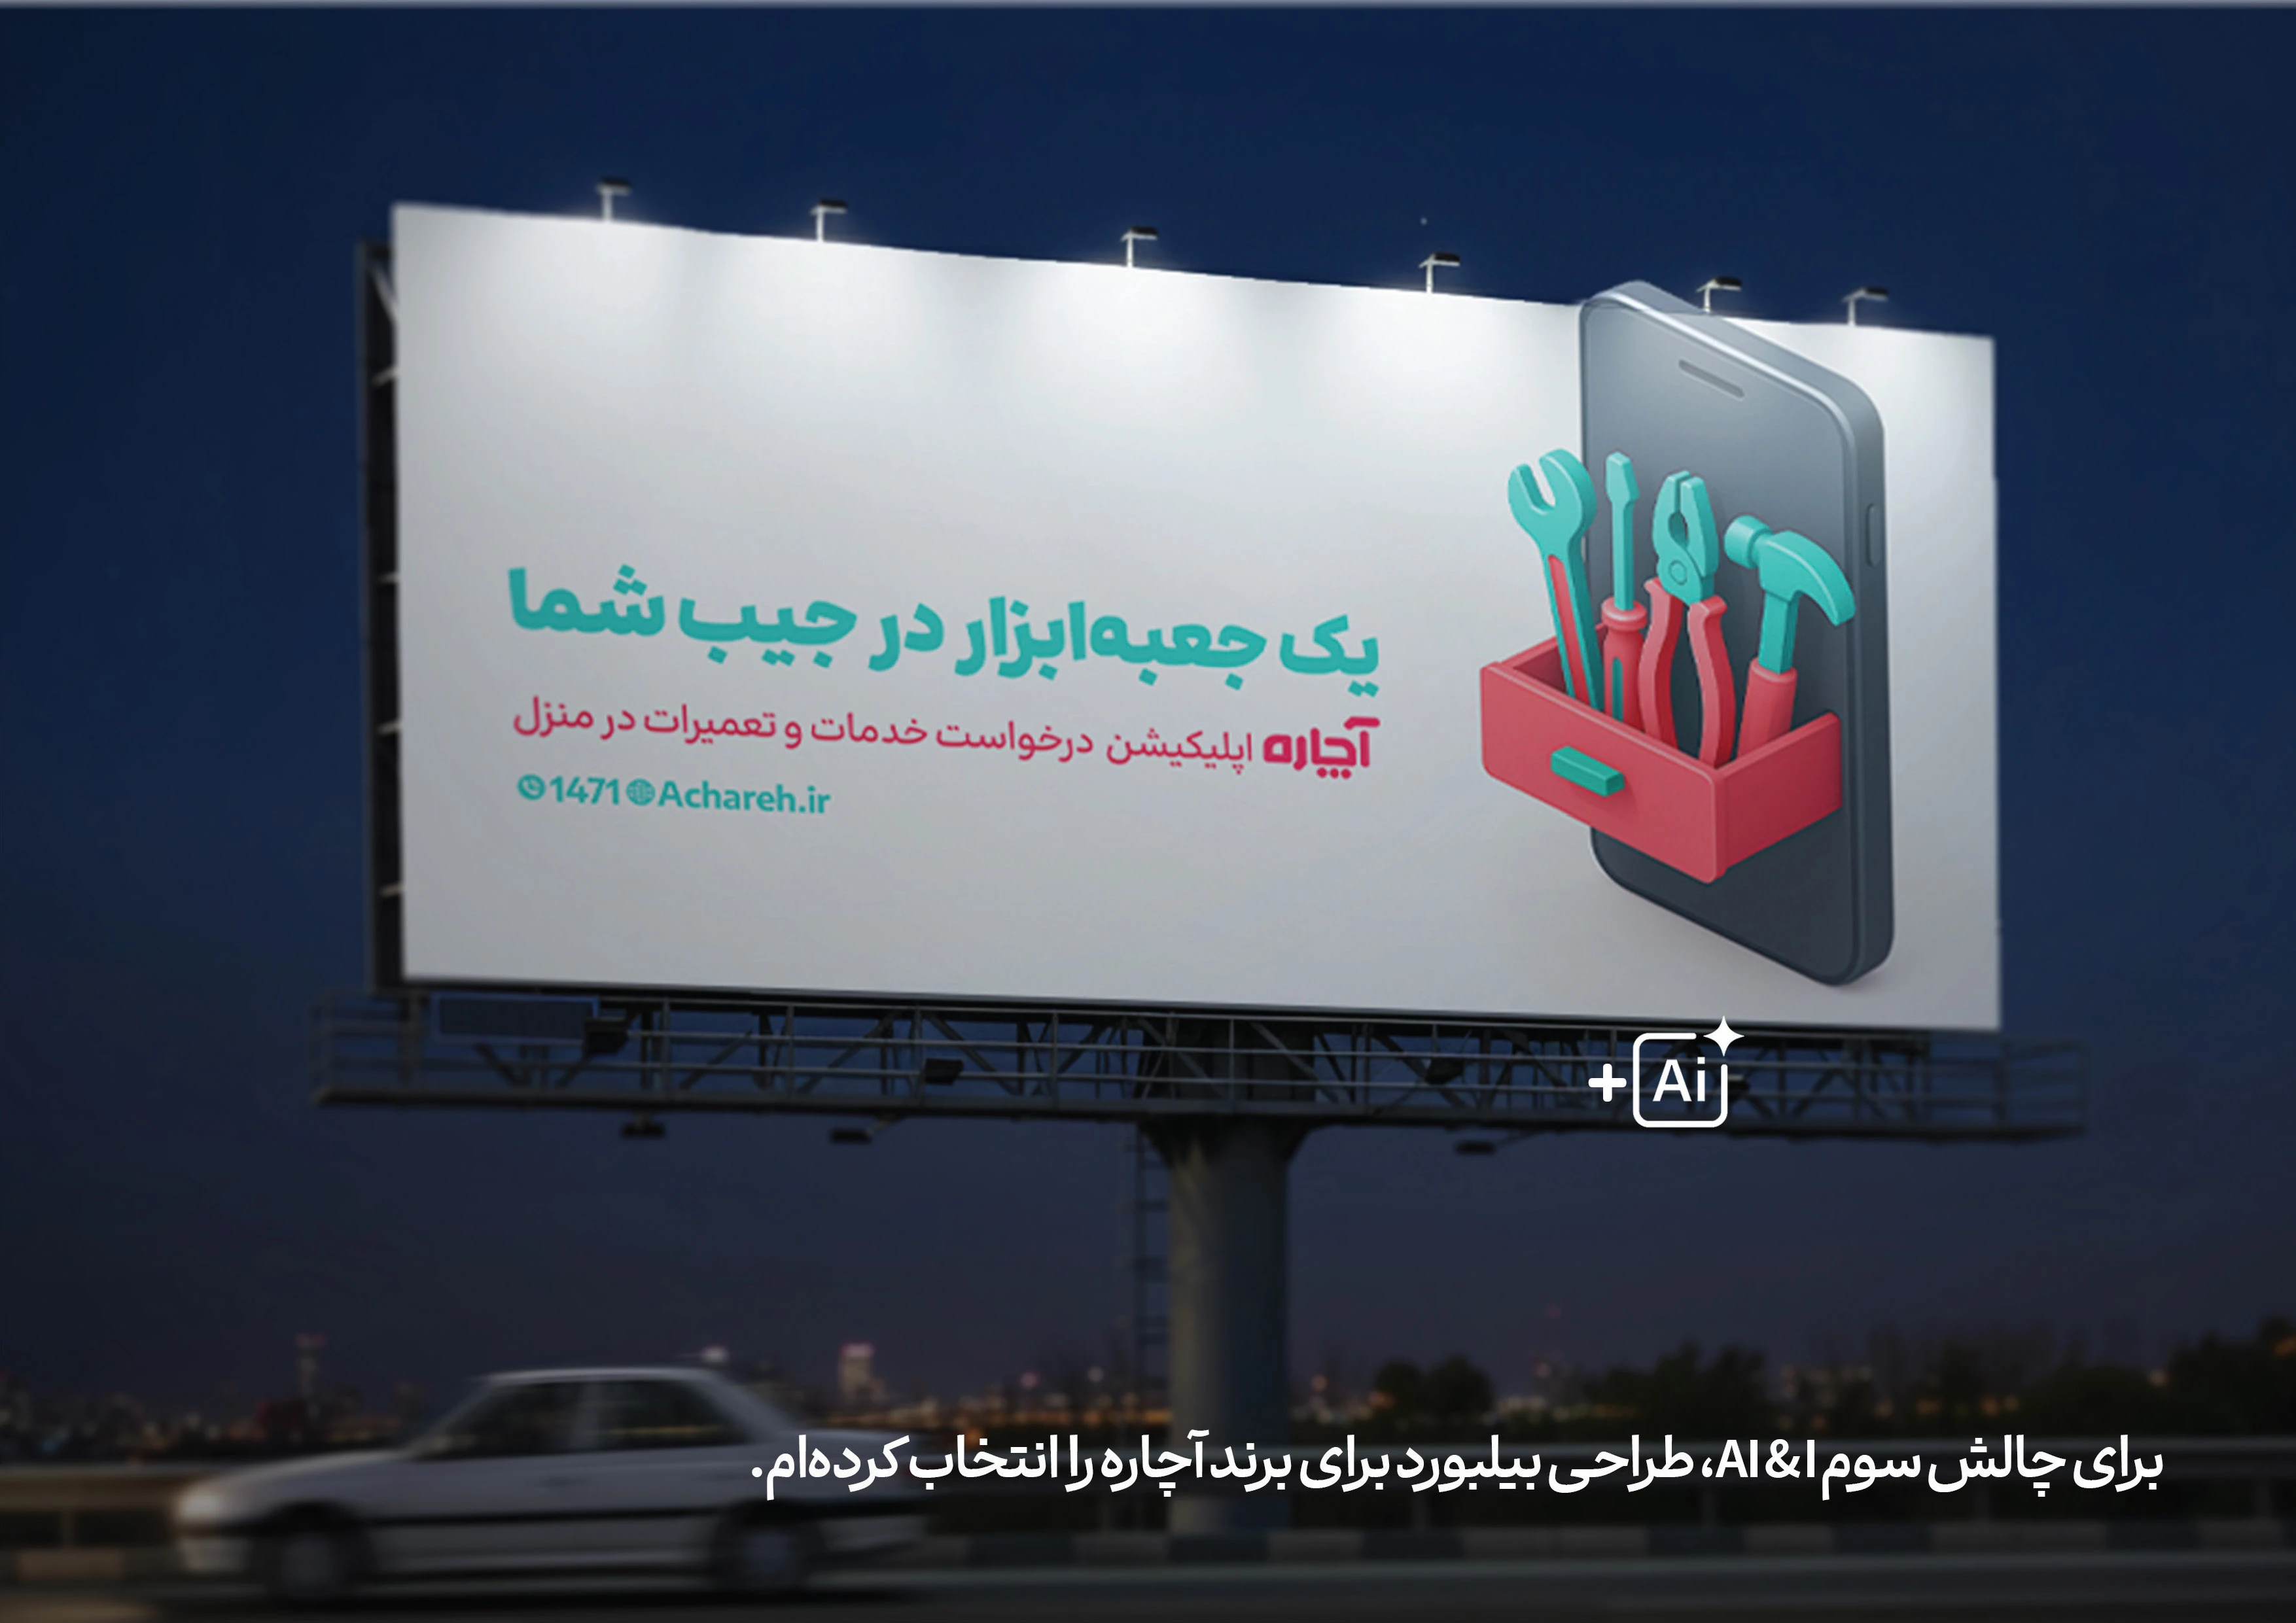 یک جعبه‌ابزار در جیب شما
آچاره اپلیکیشن درخواست خدمات و تعمیرات در منزل
1471 Achareh.ir
+ Ai
برای چالش سوم AI&I، طراحی بیلبورد برای برند آچاره را انتخاب کرده‌ام.